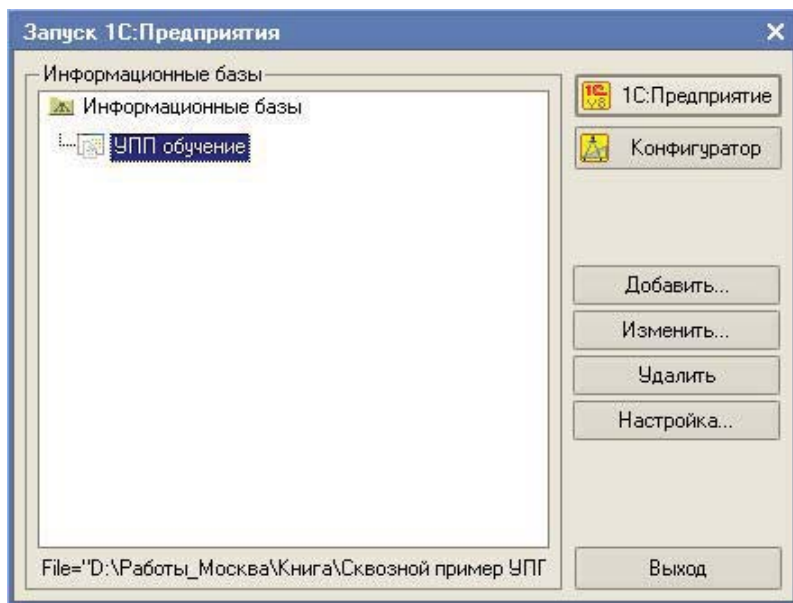 Запуск 1С:Предприятия
Информационные базы
Информационные базы
УПП обучение
1С:Предприятие
Конфигуратор
Добавить...
Изменить...
Удалить
Настройка...
File="D:\Работы_Москва\Книга\Сквозной пример УПГ
Выход